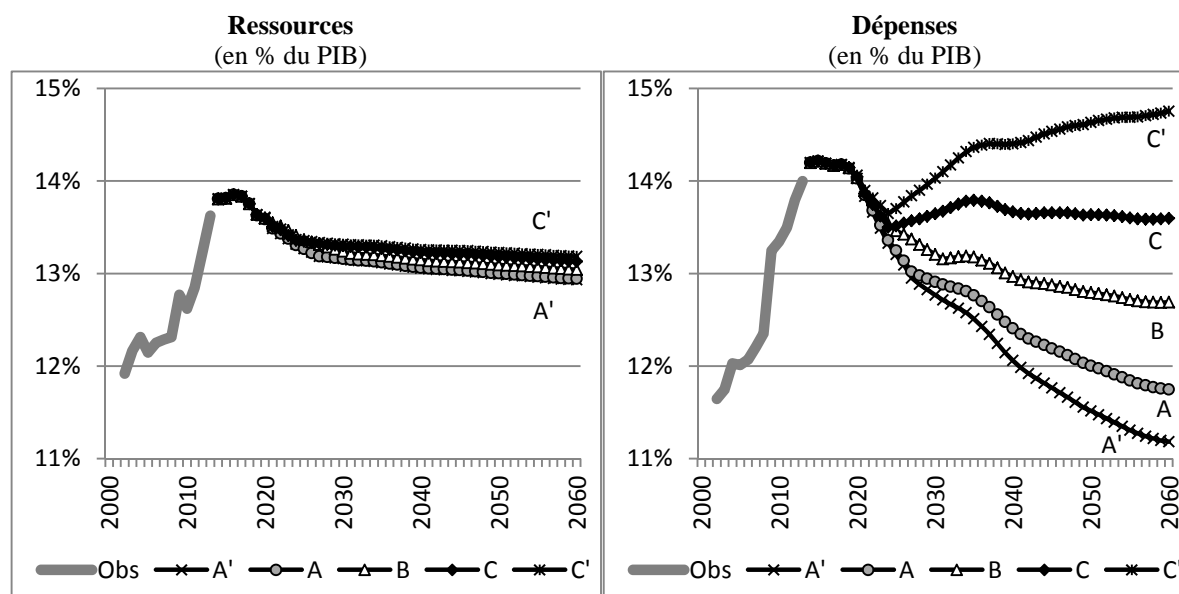 Ressources
(en % du PIB)
15%
14%
13%
12%
11%
C'
A'
2000 2010 2020 2030 2040 2050 2060
Obs A' A B C C'
Dépenses
(en % du PIB)
15%
14%
13%
12%
11%
C'
C
B
A
A'
2000 2010 2020 2030 2040 2050 2060
Obs A' A B C C'